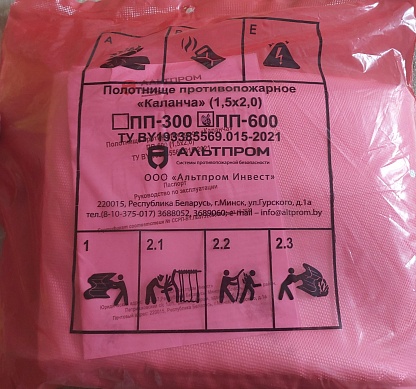 A
E
АЛЬТПРОМ
Полотнище противопожарное
«Каланча» (1,5х2,0)
ПП-300 ПП-600
ТУ BY193385569.015-2021
АЛЬТПРОМ
Системы противопожарной безопасности
ООО «Альтпром Инвест»
Паспорт
Руководство по эксплуатации
220015, Республика Беларусь, г.Минск, ул.Гурского, д.1а
тел.(8-10-375-017) 3688052, 3689060, e-mail – info@altprom.by
1 2.1 2.2 2.3